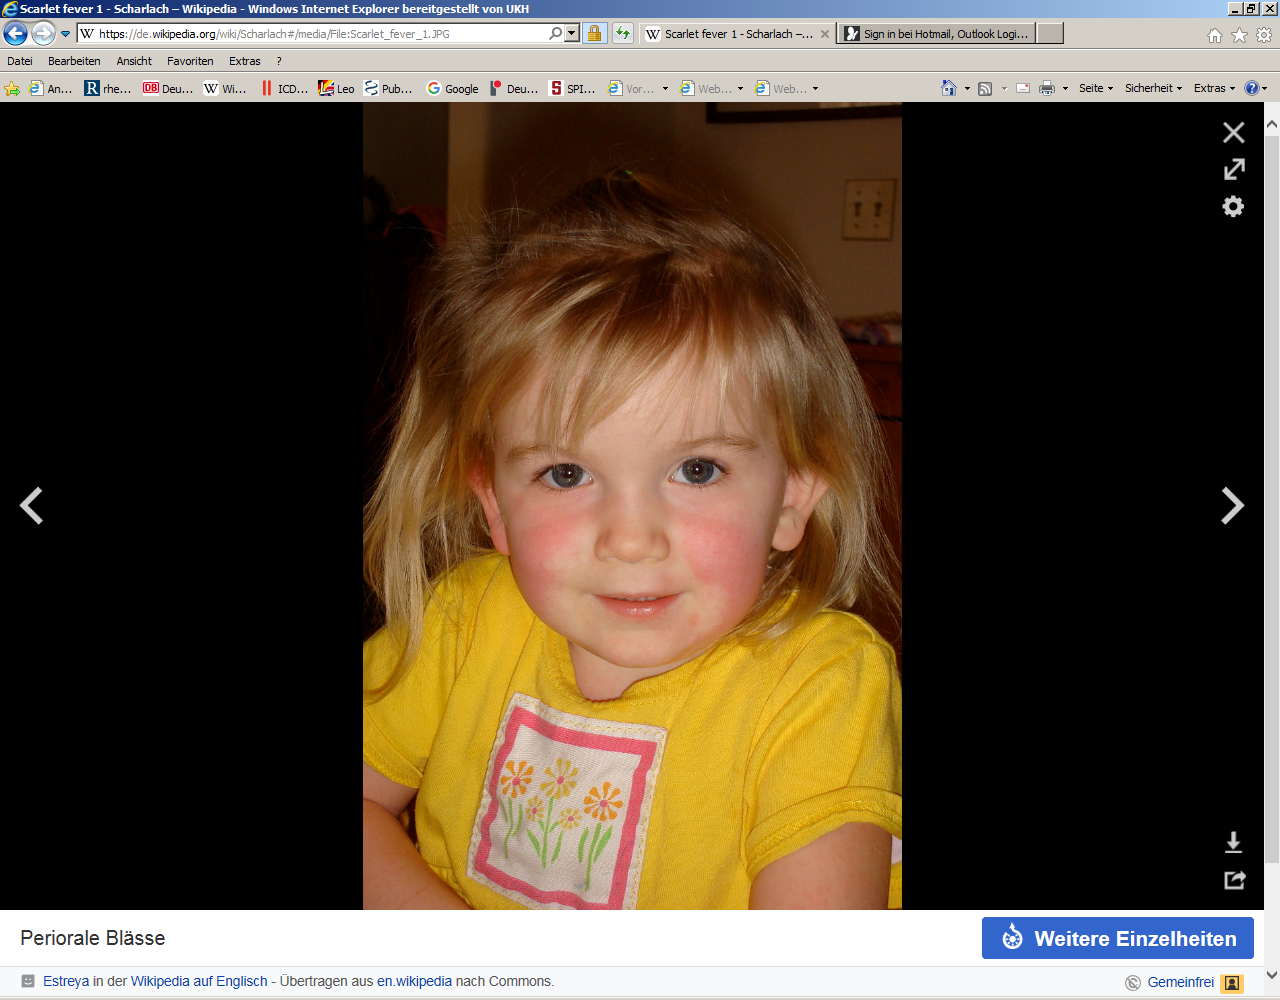 Scarlet fever 1 - Scharlach – Wikipedia - Windows Internet Explorer bereitgestellt von UKH
https://de.wikipedia.org/wiki/Scharlach#/media/File:Scarlet_fever_1.JPG
Scarlet fever 1 - Scharlach –...
Sign in bei Hotmail, Outlook Logi...
Datei Bearbeiten Ansicht Favoriten Extras ?
An... rhe... DB Deu... W Wi... ICD... Leo Pub... Google Deu... S SPI... Vor... Web... Web... Seite Sicherheit Extras
Periorale Blässe
Weitere Einzelheiten
Estreya in der Wikipedia auf Englisch - Übertragen aus en.wikipedia nach Commons.
Gemeinfrei